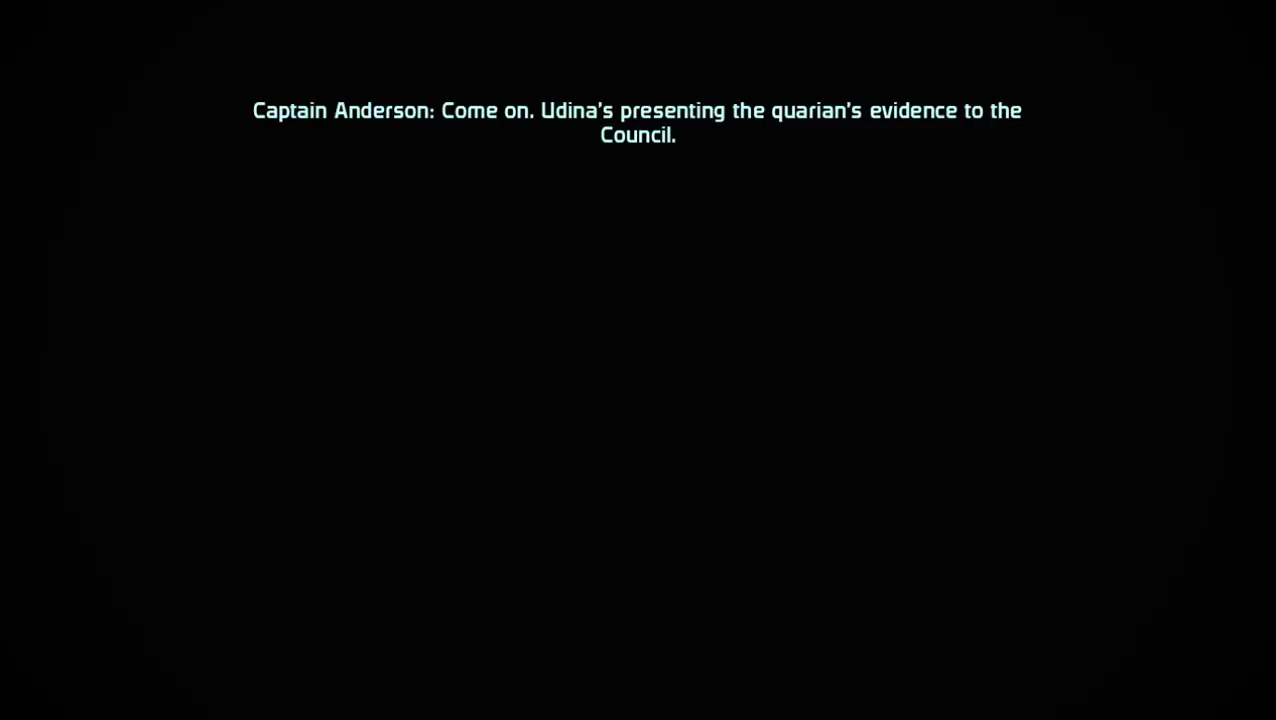 Captain Anderson: Come on. Udina's presenting the quarian's evidence to the
Council.